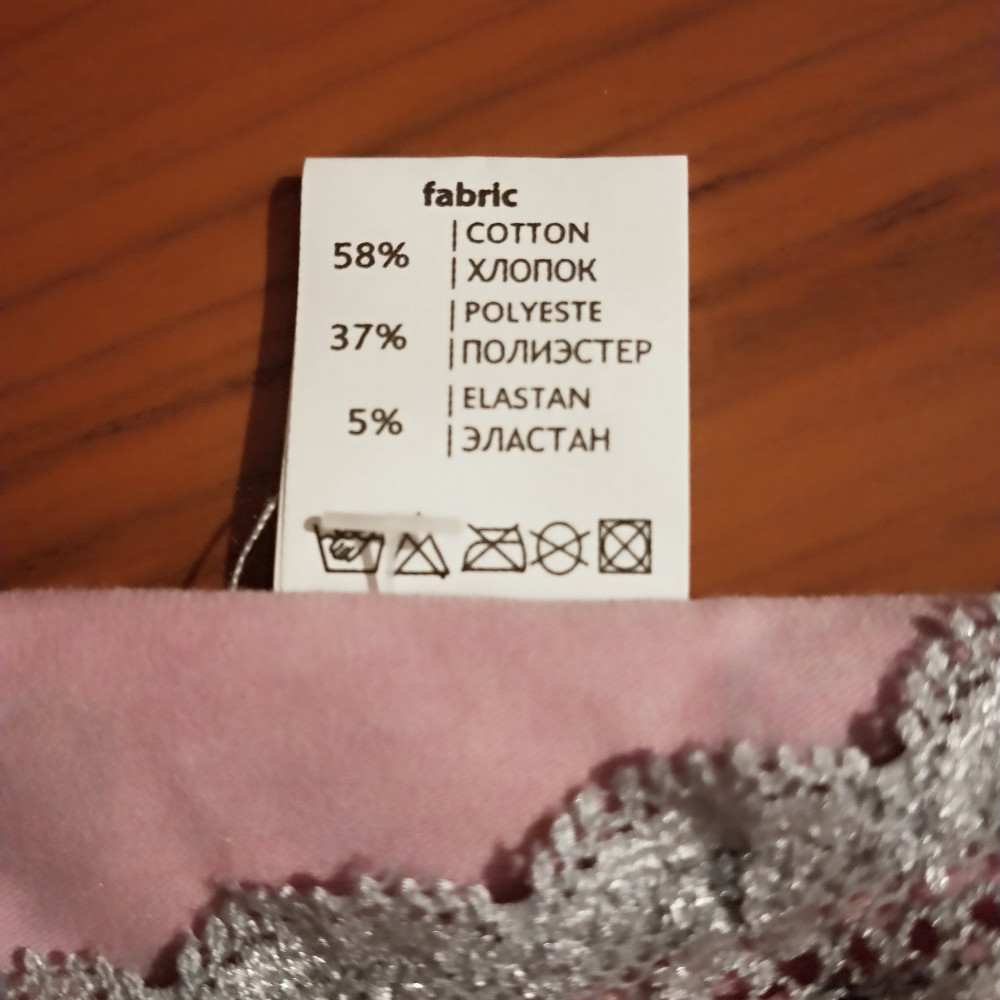 fabric
58% | COTTON
| ХЛОПОК
37% | POLYESTE
| ПОЛИЭСТЕР
5% | ELASTAN
| ЭЛАСТАН